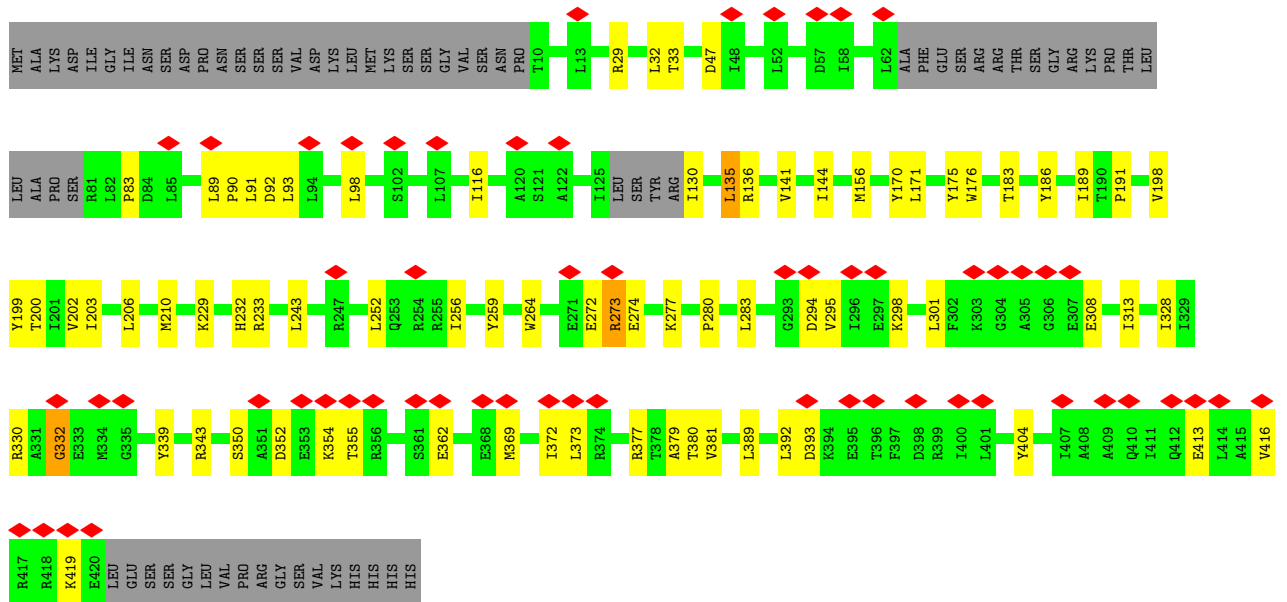 MET ALA LYS ASP ILE GLY ILE ASN SER ASP PRO ASN SER SER SER VAL ASP LYS LEU MET LYS SER SER GLY VAL SER ASN PRO T10 L13 R29 L32 T33 D47 I48 L52 D57 I58 L62 ALA PHE GLU SER ARG ARG THR SER GLY ARG LYS PRO THR LEU
LEU ALA PRO SER R81 L82 P83 D84 L85 L89 P90 L91 D92 L93 L94 L98 S102 L107 I116 A120 S121 A122 I125 LEU SER TYR ARG I130 L135 R136 V141 I144 M156 Y170 L171 Y175 W176 T183 Y186 I189 T190 P191 V198
Y199 T200 I201 V202 I203 L206 M210 K229 H232 R233 L243 R247 L252 Q253 R254 R255 I256 Y259 W264 E271 E272 R273 E274 K277 P280 L283 G293 D294 V295 I296 E297 K298 L301 F302 K303 G304 A305 G306 E307 E308 I313 I328 I329
R330 A331 G332 E333 M334 G335 Y339 R343 S350 A351 D352 E353 K354 T355 R356 S361 E362 E368 M369 I372 L373 R374 R377 T378 A379 T380 V381 L389 L392 D393 K394 E395 T396 F397 D398 R399 I400 L401 Y404 I407 A408 A409 Q410 I411 Q412 E413 L414 A415 V416
R417 R418 K419 E420 LEU GLU SER SER GLY LEU VAL PRO ARG GLY SER VAL LYS HIS HIS HIS HIS